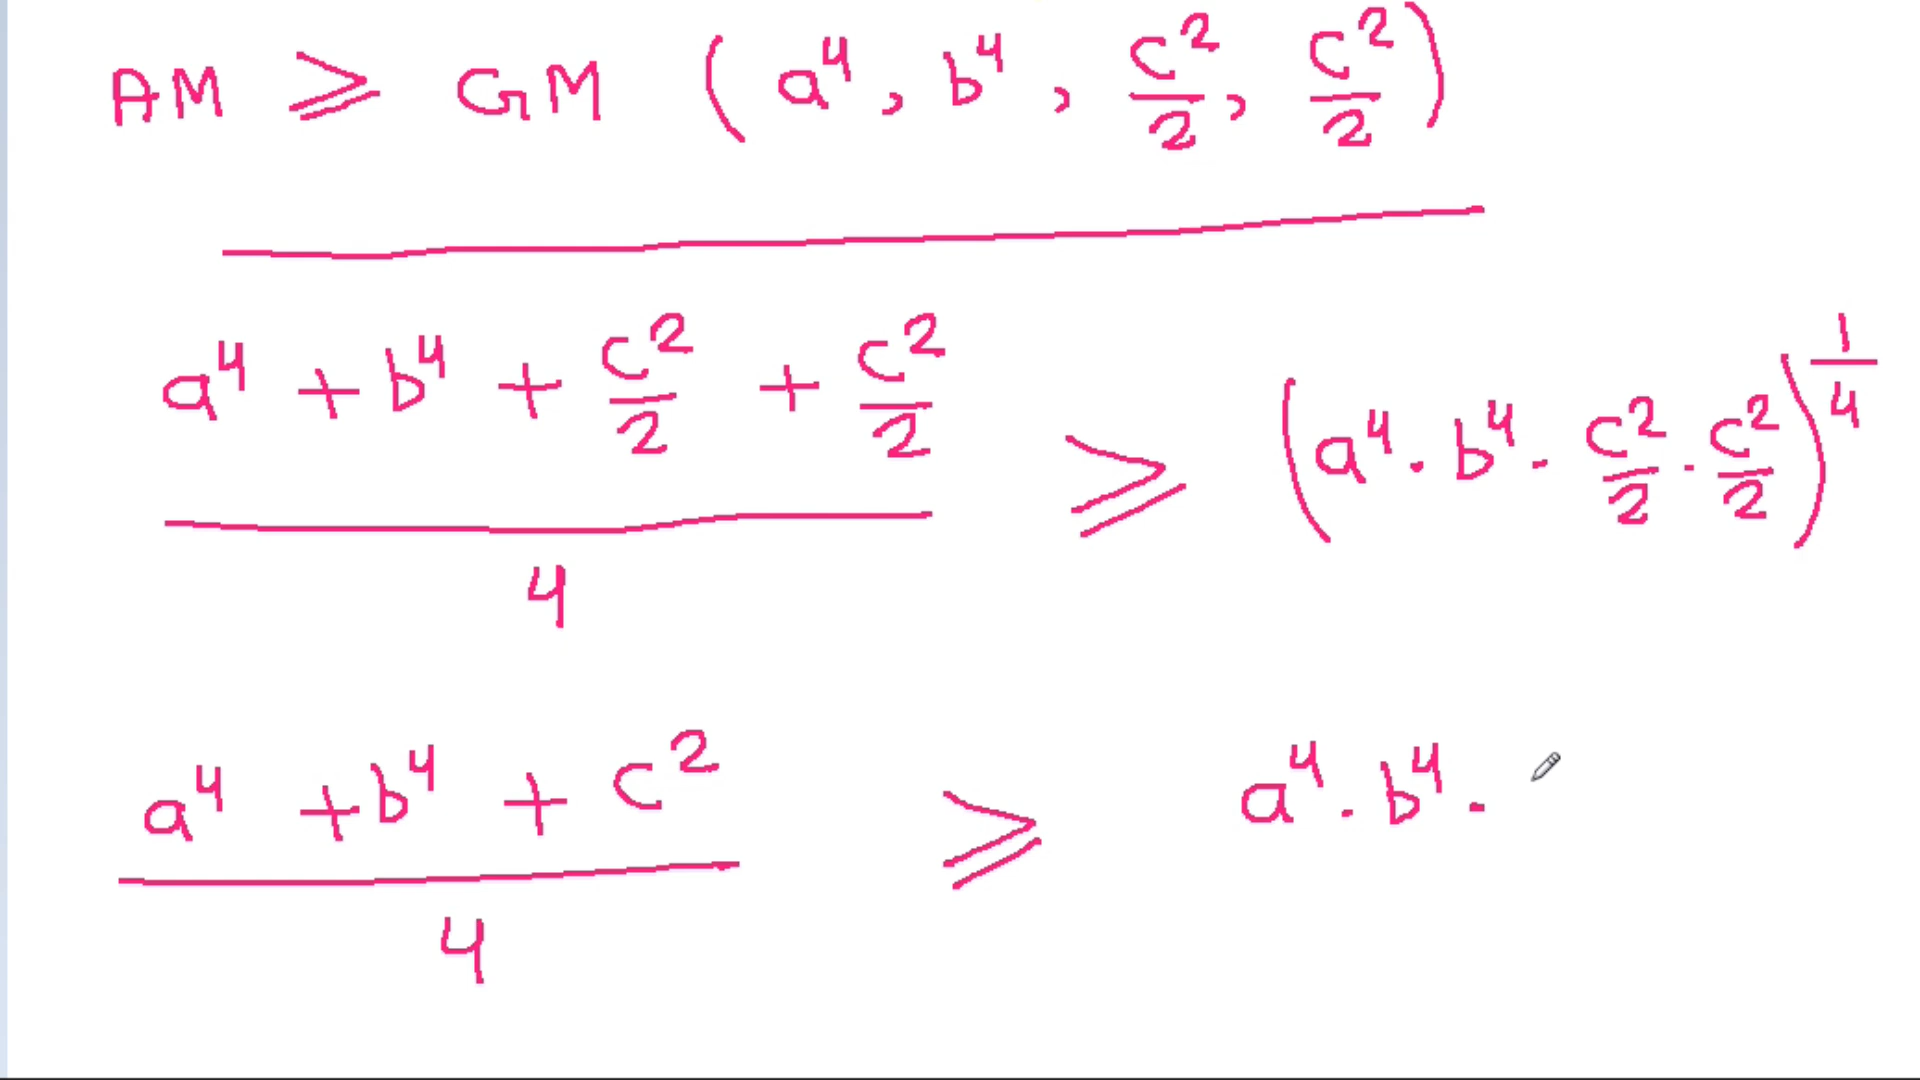 AM ≥ GM (a⁴, b⁴, c²/2, c²/2)
(a⁴ + b⁴ + c²/2 + c²/2)/4 ≥ (a⁴ · b⁴ · c²/2 · c²/2)^(1/4)
(a⁴ + b⁴ + c²)/4 ≥ a⁴ · b⁴ ·